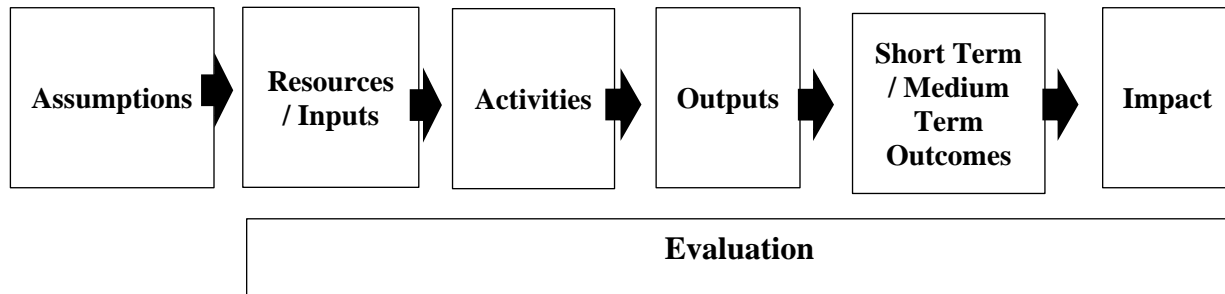 Assumptions
Resources
/ Inputs
Activities
Outputs
Short Term
/ Medium
Term
Outcomes
Impact
Evaluation